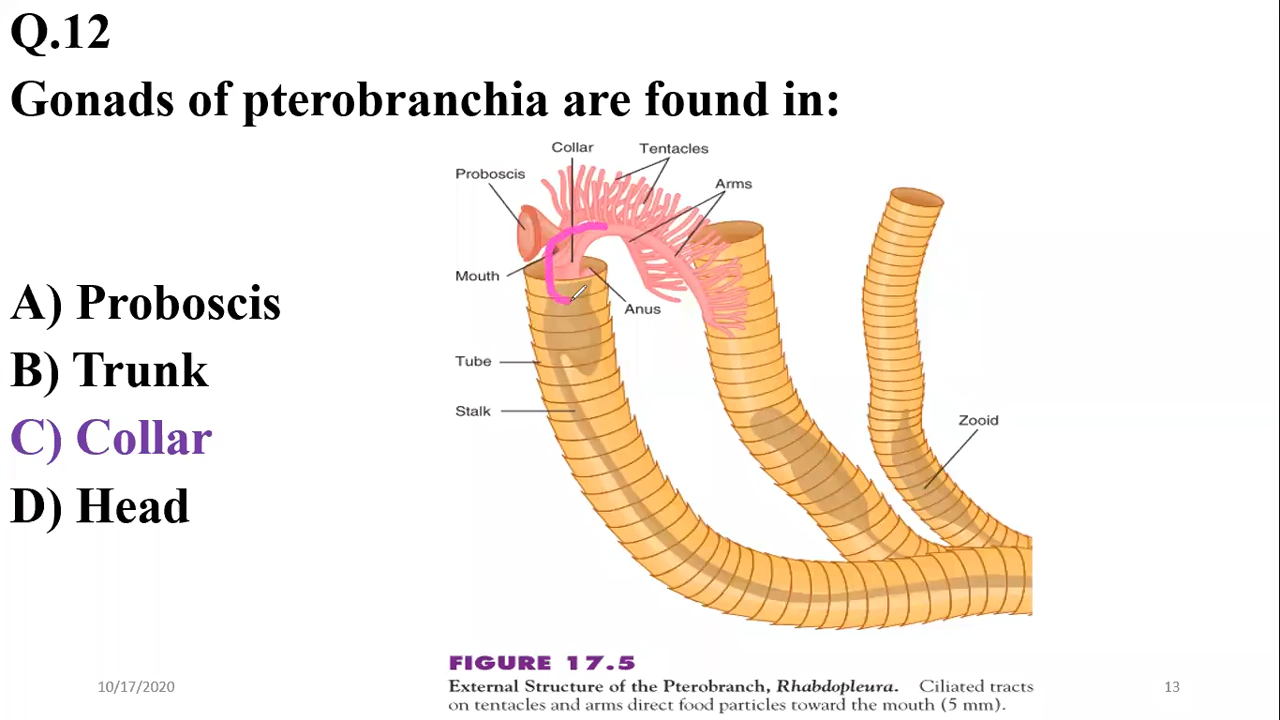 Q.12
Gonads of pterobranchia are found in:
Collar
Tentacles
Proboscis
Arms
A) Proboscis
Mouth
Anus
B) Trunk
Tube
Stalk
Zooid
C) Collar
D) Head
FIGURE 17.5
External Structure of the Pterobranch, Rhabdopleura. Ciliated tracts
on tentacles and arms direct food particles toward the mouth (5 mm).
10/17/2020
13